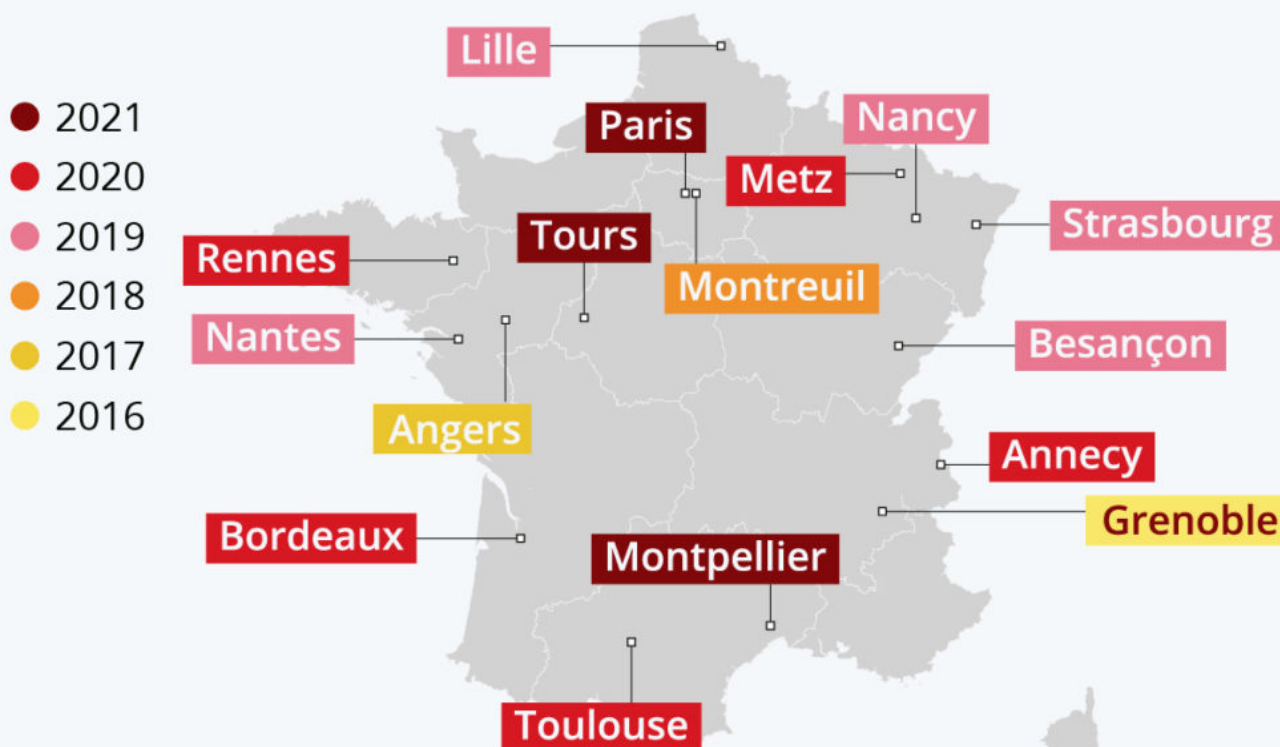 2021
2020
2019
2018
2017
2016
Lille
Paris
Nancy
Metz
Strasbourg
Tours
Rennes
Montreuil
Nantes
Besançon
Angers
Annecy
Grenoble
Bordeaux
Montpellier
Toulouse